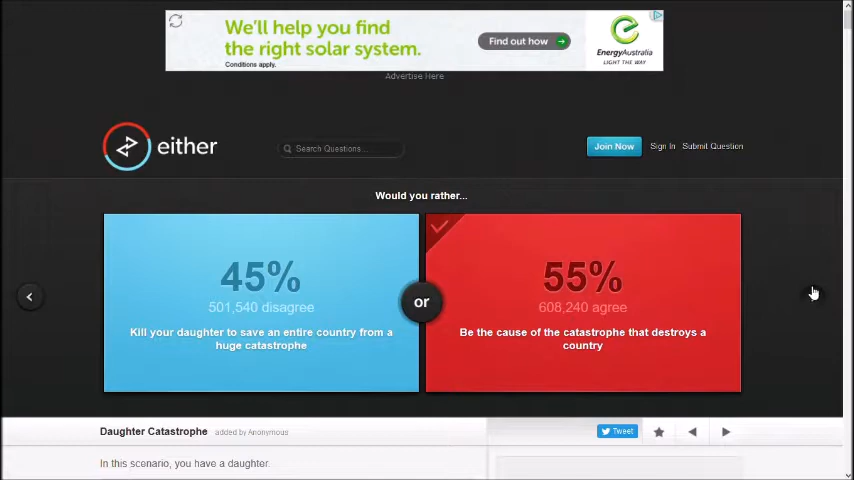 We'll help you find
the right solar system.
Conditions apply.
Find out how
EnergyAustralia
LIGHT THE WAY
Advertise Here
either
Search Questions...
Join Now
Sign In
Submit Question
Would you rather...
45%
501,540 disagree
Kill your daughter to save an entire country from a
huge catastrophe
or
55%
608,240 agree
Be the cause of the catastrophe that destroys a
country
Daughter Catastrophe added by Anonymous
Tweet
In this scenario, you have a daughter.